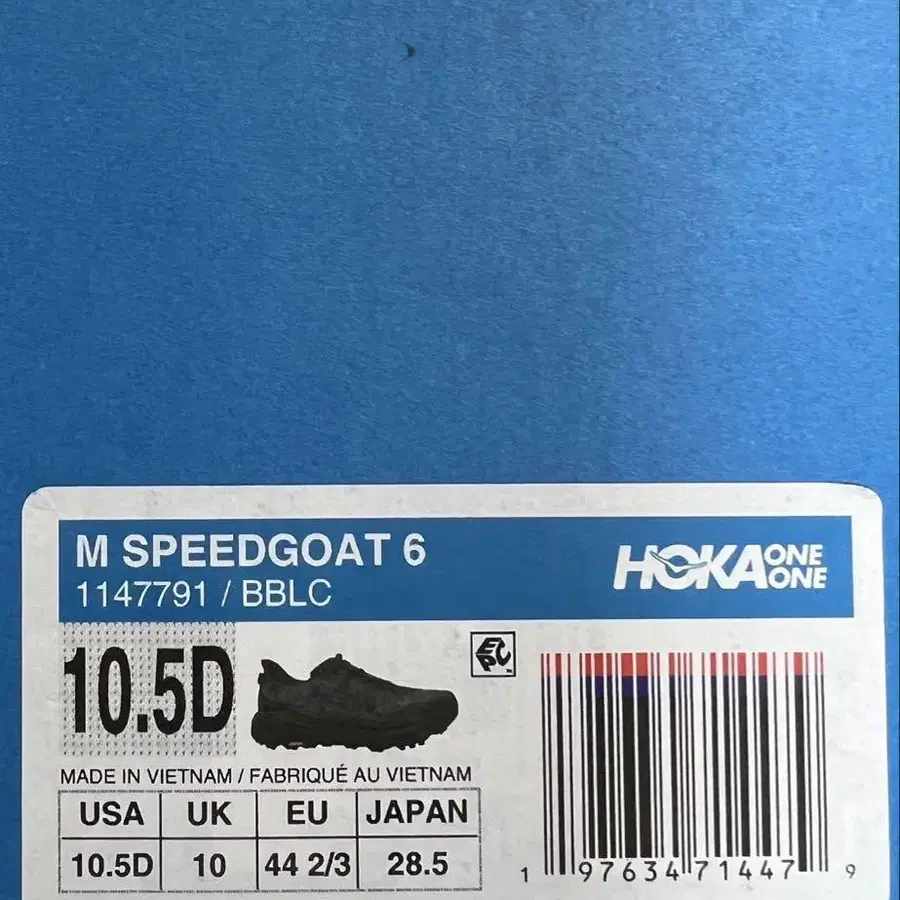 M SPEEDGOAT 6
1147791 / BBLC
HOKA ONE ONE
10.5D
EPC
MADE IN VIETNAM / FABRIQUÉ AU VIETNAM
USA UK EU JAPAN
10.5D 10 44 2/3 28.5
1 97634 71447 9